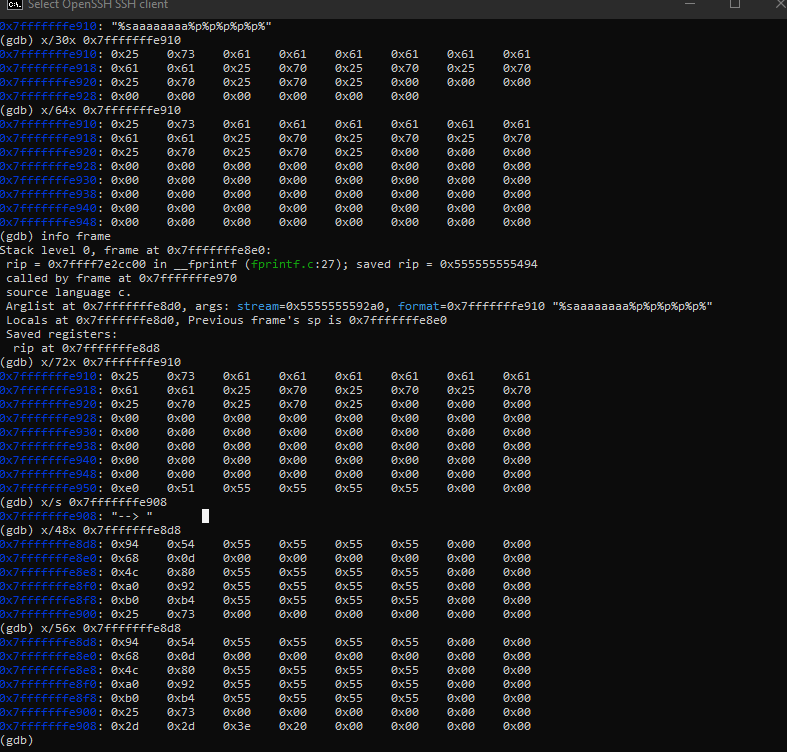 Select OpenSSH SSH client
0x7fffffffe910: "%saaaaaaaa%p%p%p%p%p%"
(gdb) x/30x 0x7fffffffe910
0x7fffffffe910: 0x25 0x73 0x61 0x61 0x61 0x61 0x61 0x61
0x7fffffffe918: 0x61 0x61 0x25 0x70 0x25 0x70 0x25 0x70
0x7fffffffe920: 0x25 0x70 0x25 0x70 0x25 0x00 0x00 0x00
0x7fffffffe928: 0x00 0x00 0x00 0x00 0x00 0x00
(gdb) x/64x 0x7fffffffe910
0x7fffffffe910: 0x25 0x73 0x61 0x61 0x61 0x61 0x61 0x61
0x7fffffffe918: 0x61 0x61 0x25 0x70 0x25 0x70 0x25 0x70
0x7fffffffe920: 0x25 0x70 0x25 0x70 0x25 0x00 0x00 0x00
0x7fffffffe928: 0x00 0x00 0x00 0x00 0x00 0x00 0x00 0x00
0x7fffffffe930: 0x00 0x00 0x00 0x00 0x00 0x00 0x00 0x00
0x7fffffffe938: 0x00 0x00 0x00 0x00 0x00 0x00 0x00 0x00
0x7fffffffe940: 0x00 0x00 0x00 0x00 0x00 0x00 0x00 0x00
0x7fffffffe948: 0x00 0x00 0x00 0x00 0x00 0x00 0x00 0x00
(gdb) info frame
Stack level 0, frame at 0x7fffffffe8e0:
rip = 0x7ffff7e2cc00 in __fprintf (fprintf.c:27); saved rip = 0x555555555494
called by frame at 0x7fffffffe970
source language c.
Arglist at 0x7fffffffe8d0, args: stream=0x5555555592a0, format=0x7fffffffe910 "%saaaaaaaa%p%p%p%p%p%"
Locals at 0x7fffffffe8d0, Previous frame's sp is 0x7fffffffe8e0
Saved registers:
rip at 0x7fffffffe8d8
(gdb) x/72x 0x7fffffffe910
0x7fffffffe910: 0x25 0x73 0x61 0x61 0x61 0x61 0x61 0x61
0x7fffffffe918: 0x61 0x61 0x25 0x70 0x25 0x70 0x25 0x70
0x7fffffffe920: 0x25 0x70 0x25 0x70 0x25 0x00 0x00 0x00
0x7fffffffe928: 0x00 0x00 0x00 0x00 0x00 0x00 0x00 0x00
0x7fffffffe930: 0x00 0x00 0x00 0x00 0x00 0x00 0x00 0x00
0x7fffffffe938: 0x00 0x00 0x00 0x00 0x00 0x00 0x00 0x00
0x7fffffffe940: 0x00 0x00 0x00 0x00 0x00 0x00 0x00 0x00
0x7fffffffe948: 0x00 0x00 0x00 0x00 0x00 0x00 0x00 0x00
0x7fffffffe950: 0xe0 0x51 0x55 0x55 0x55 0x55 0x00 0x00
(gdb) x/s 0x7fffffffe908
0x7fffffffe908: "--> "
(gdb) x/48x 0x7fffffffe8d8
0x7fffffffe8d8: 0x94 0x54 0x55 0x55 0x55 0x55 0x00 0x00
0x7fffffffe8e0: 0x68 0x0d 0x00 0x00 0x00 0x00 0x00 0x00
0x7fffffffe8e8: 0x4c 0x80 0x55 0x55 0x55 0x55 0x00 0x00
0x7fffffffe8f0: 0xa0 0x92 0x55 0x55 0x55 0x55 0x00 0x00
0x7fffffffe8f8: 0xb0 0xb4 0x55 0x55 0x55 0x55 0x00 0x00
0x7fffffffe900: 0x25 0x73 0x00 0x00 0x00 0x00 0x00 0x00
(gdb) x/56x 0x7fffffffe8d8
0x7fffffffe8d8: 0x94 0x54 0x55 0x55 0x55 0x55 0x00 0x00
0x7fffffffe8e0: 0x68 0x0d 0x00 0x00 0x00 0x00 0x00 0x00
0x7fffffffe8e8: 0x4c 0x80 0x55 0x55 0x55 0x55 0x00 0x00
0x7fffffffe8f0: 0xa0 0x92 0x55 0x55 0x55 0x55 0x00 0x00
0x7fffffffe8f8: 0xb0 0xb4 0x55 0x55 0x55 0x55 0x00 0x00
0x7fffffffe900: 0x25 0x73 0x00 0x00 0x00 0x00 0x00 0x00
0x7fffffffe908: 0x2d 0x2d 0x3e 0x20 0x00 0x00 0x00 0x00
(gdb)